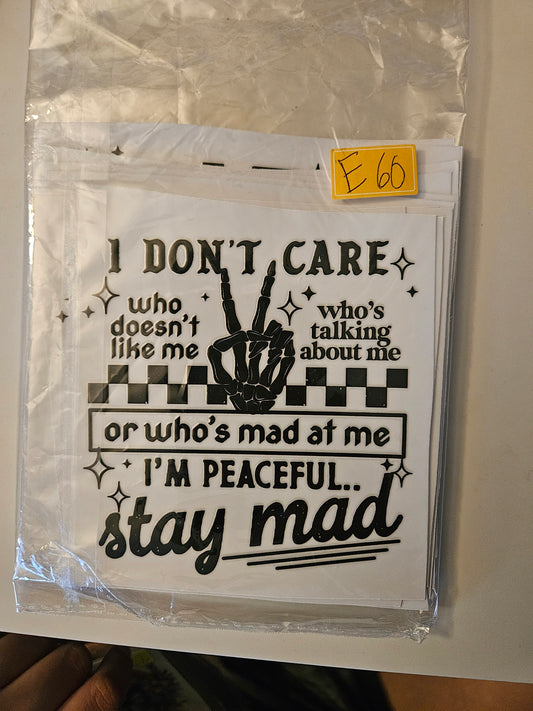 E 60
I DON'T CARE
who
doesn't
like me
who's
talking
about me
or who's mad at me
I'M PEACEFUL..
stay mad